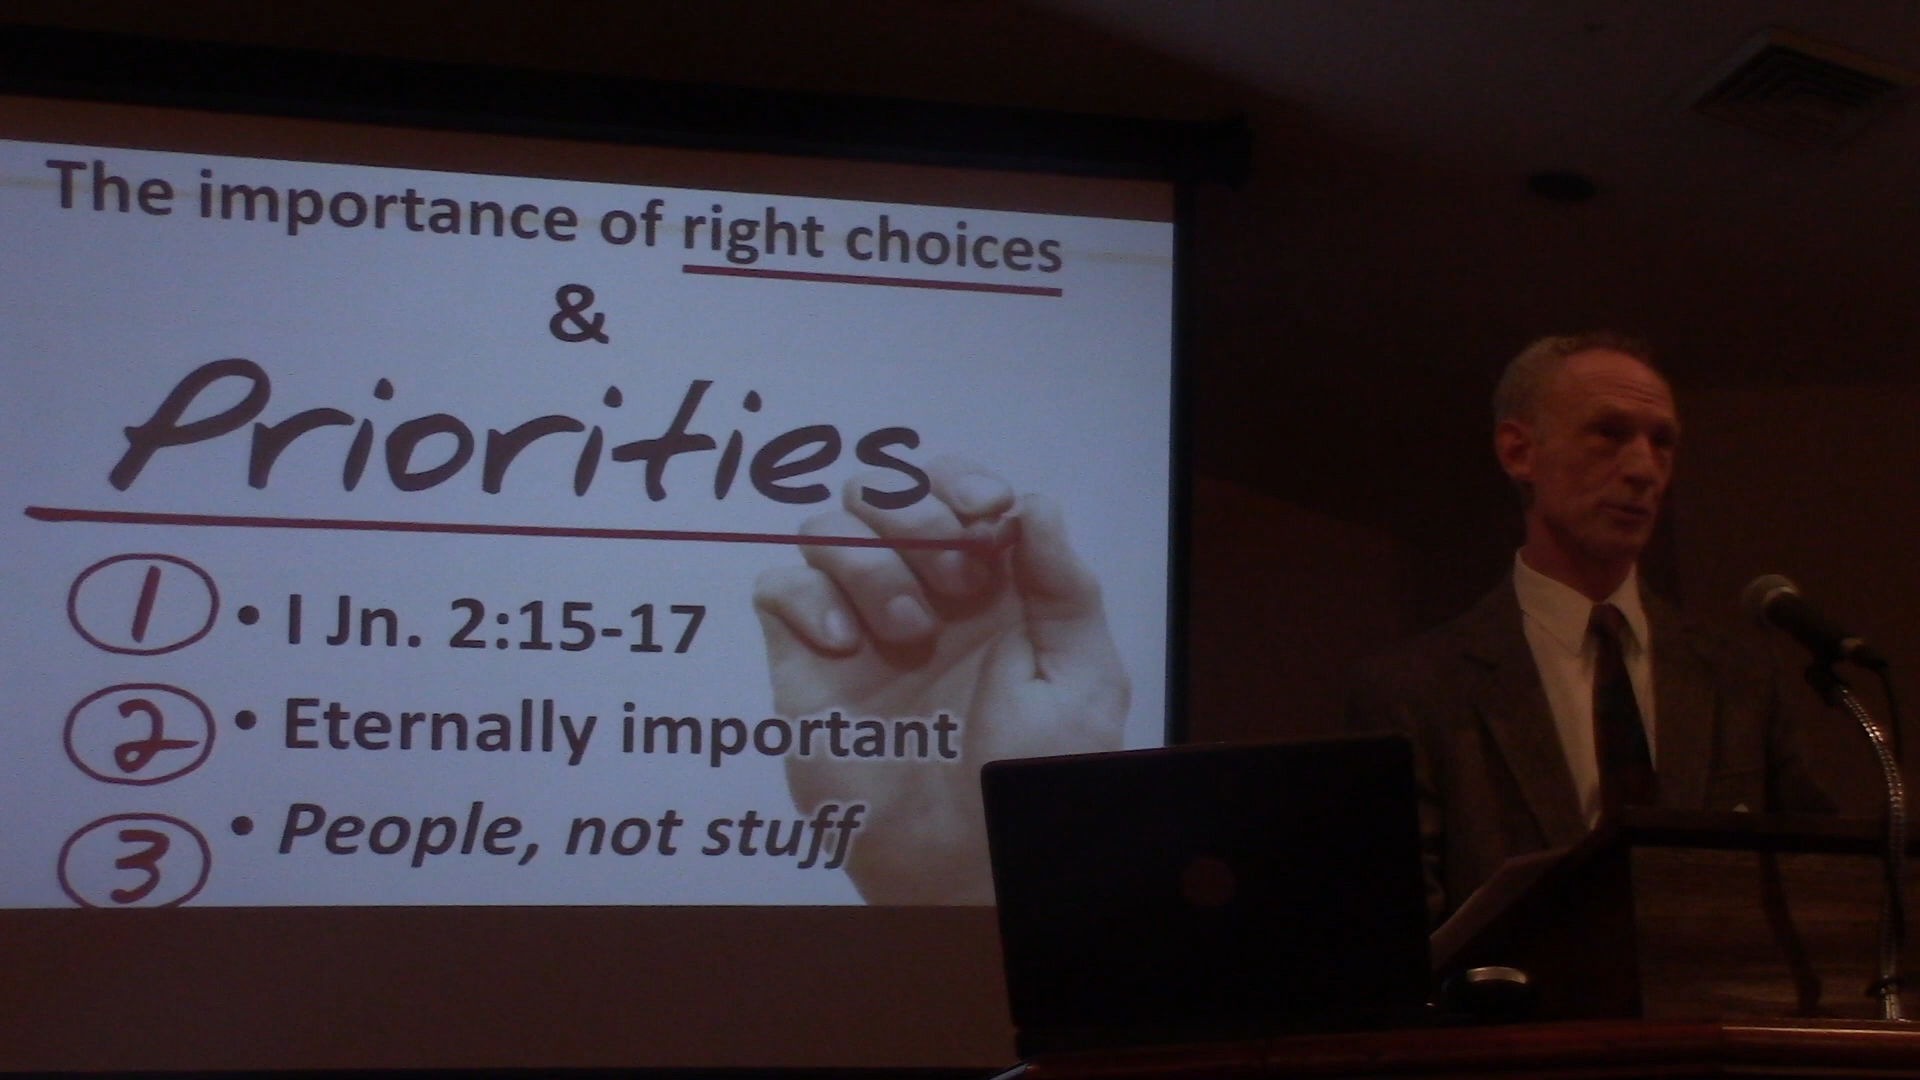 The importance of right choices
&
Priorities
1 • I Jn. 2:15-17
2 • Eternally important
3 • People, not stuff